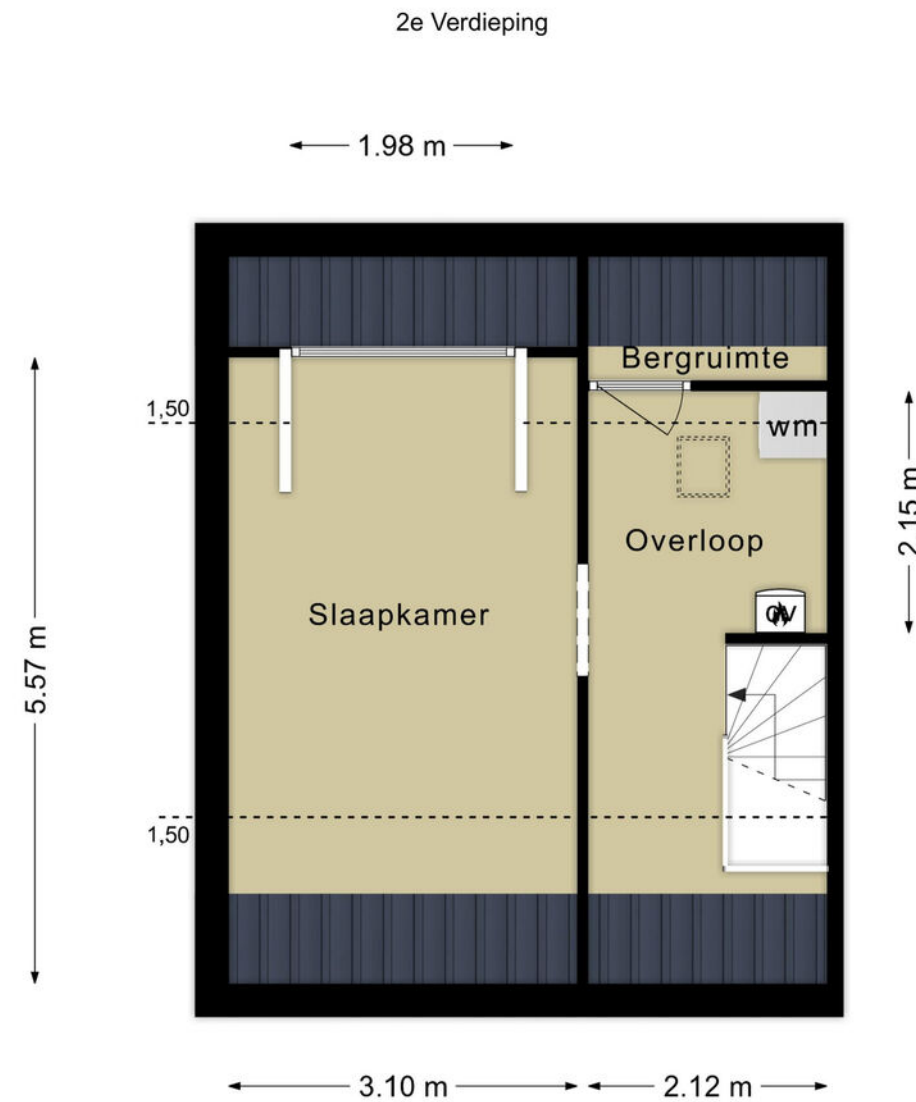 2e Verdieping
1.98 m
Bergruimte
1,50
wm
2.15 m
Overloop
Slaapkamer
cv
5.57 m
1,50
3.10 m
2.12 m